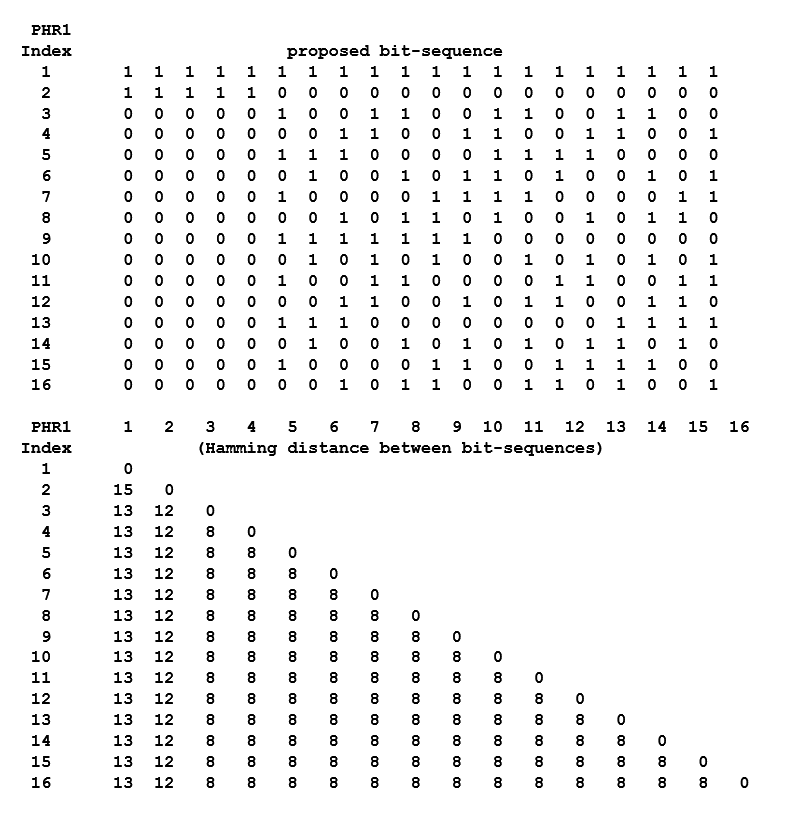 PHR1
Index proposed bit-sequence
1 1 1 1 1 1 1 1 1 1 1 1 1 1 1 1 1 1 1 1 1
2 1 1 1 1 1 0 0 0 0 0 0 0 0 0 0 0 0 0 0 0
3 0 0 0 0 0 1 0 0 1 1 0 0 1 1 0 0 1 1 0 0
4 0 0 0 0 0 0 0 1 1 0 0 1 1 0 0 1 1 0 0 1
5 0 0 0 0 0 1 1 1 0 0 0 0 1 1 1 1 0 0 0 0
6 0 0 0 0 0 0 1 0 0 1 0 1 1 0 1 0 0 1 0 1
7 0 0 0 0 0 1 0 0 0 0 1 1 1 1 0 0 0 0 1 1
8 0 0 0 0 0 0 0 1 0 1 1 0 1 0 0 1 0 1 1 0
9 0 0 0 0 0 1 1 1 1 1 1 1 0 0 0 0 0 0 0 0
10 0 0 0 0 0 0 1 0 1 0 1 0 0 1 0 1 0 1 0 1
11 0 0 0 0 0 1 0 0 1 1 0 0 0 0 1 1 0 0 1 1
12 0 0 0 0 0 0 0 1 1 0 0 1 0 1 1 0 0 1 1 0
13 0 0 0 0 0 1 1 1 0 0 0 0 0 0 0 0 1 1 1 1
14 0 0 0 0 0 0 1 0 0 1 0 1 0 1 0 1 1 0 1 0
15 0 0 0 0 0 1 0 0 0 0 1 1 0 0 1 1 1 1 0 0
16 0 0 0 0 0 0 0 1 0 1 1 0 0 1 1 0 1 0 0 1
PHR1 1 2 3 4 5 6 7 8 9 10 11 12 13 14 15 16
Index (Hamming distance between bit-sequences)
1 0
2 15 0
3 13 12 0
4 13 12 8 0
5 13 12 8 8 0
6 13 12 8 8 8 0
7 13 12 8 8 8 8 0
8 13 12 8 8 8 8 8 0
9 13 12 8 8 8 8 8 8 0
10 13 12 8 8 8 8 8 8 8 0
11 13 12 8 8 8 8 8 8 8 8 0
12 13 12 8 8 8 8 8 8 8 8 8 0
13 13 12 8 8 8 8 8 8 8 8 8 8 0
14 13 12 8 8 8 8 8 8 8 8 8 8 8 0
15 13 12 8 8 8 8 8 8 8 8 8 8 8 8 0
16 13 12 8 8 8 8 8 8 8 8 8 8 8 8 8 0